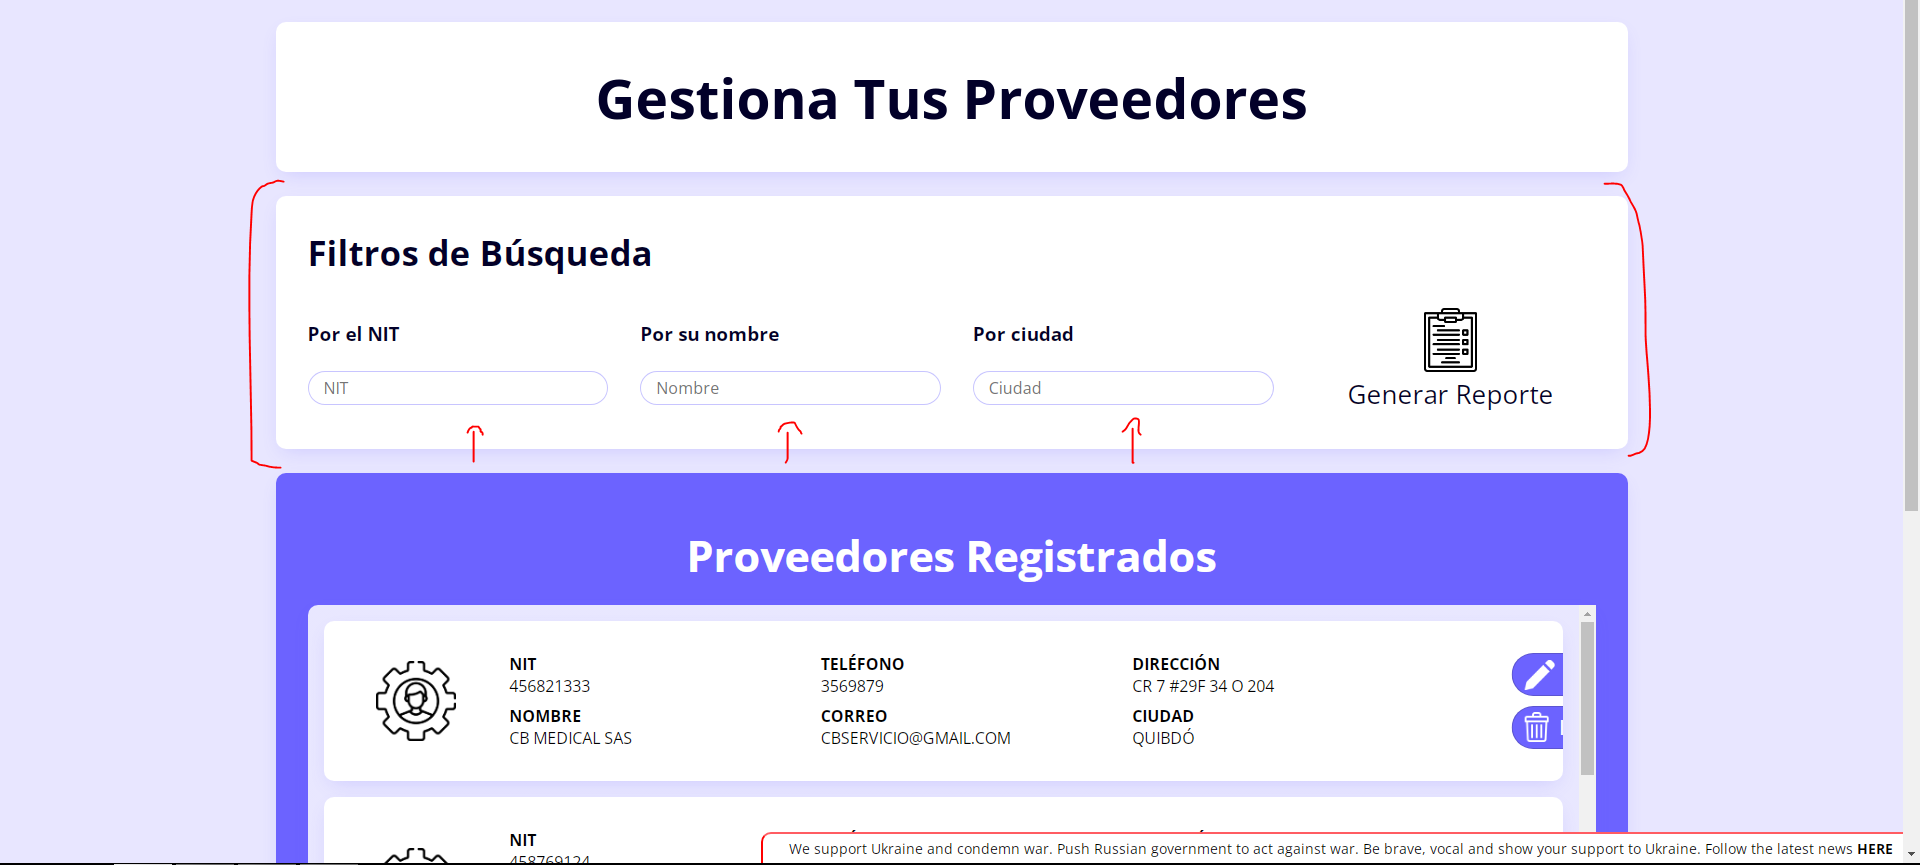 Gestiona Tus Proveedores
Filtros de Búsqueda
Por el NIT
Por su nombre
Por ciudad
NIT
Nombre
Ciudad
Generar Reporte
Proveedores Registrados
NIT
456821333
TELÉFONO
3569879
DIRECCIÓN
CR 7 #29F 34 O 204
NOMBRE
CB MEDICAL SAS
CORREO
CBSERVICIO@GMAIL.COM
CIUDAD
QUIBDÓ
NIT
458769124
We support Ukraine and condemn war. Push Russian government to act against war. Be brave, vocal and show your support to Ukraine. Follow the latest news HERE